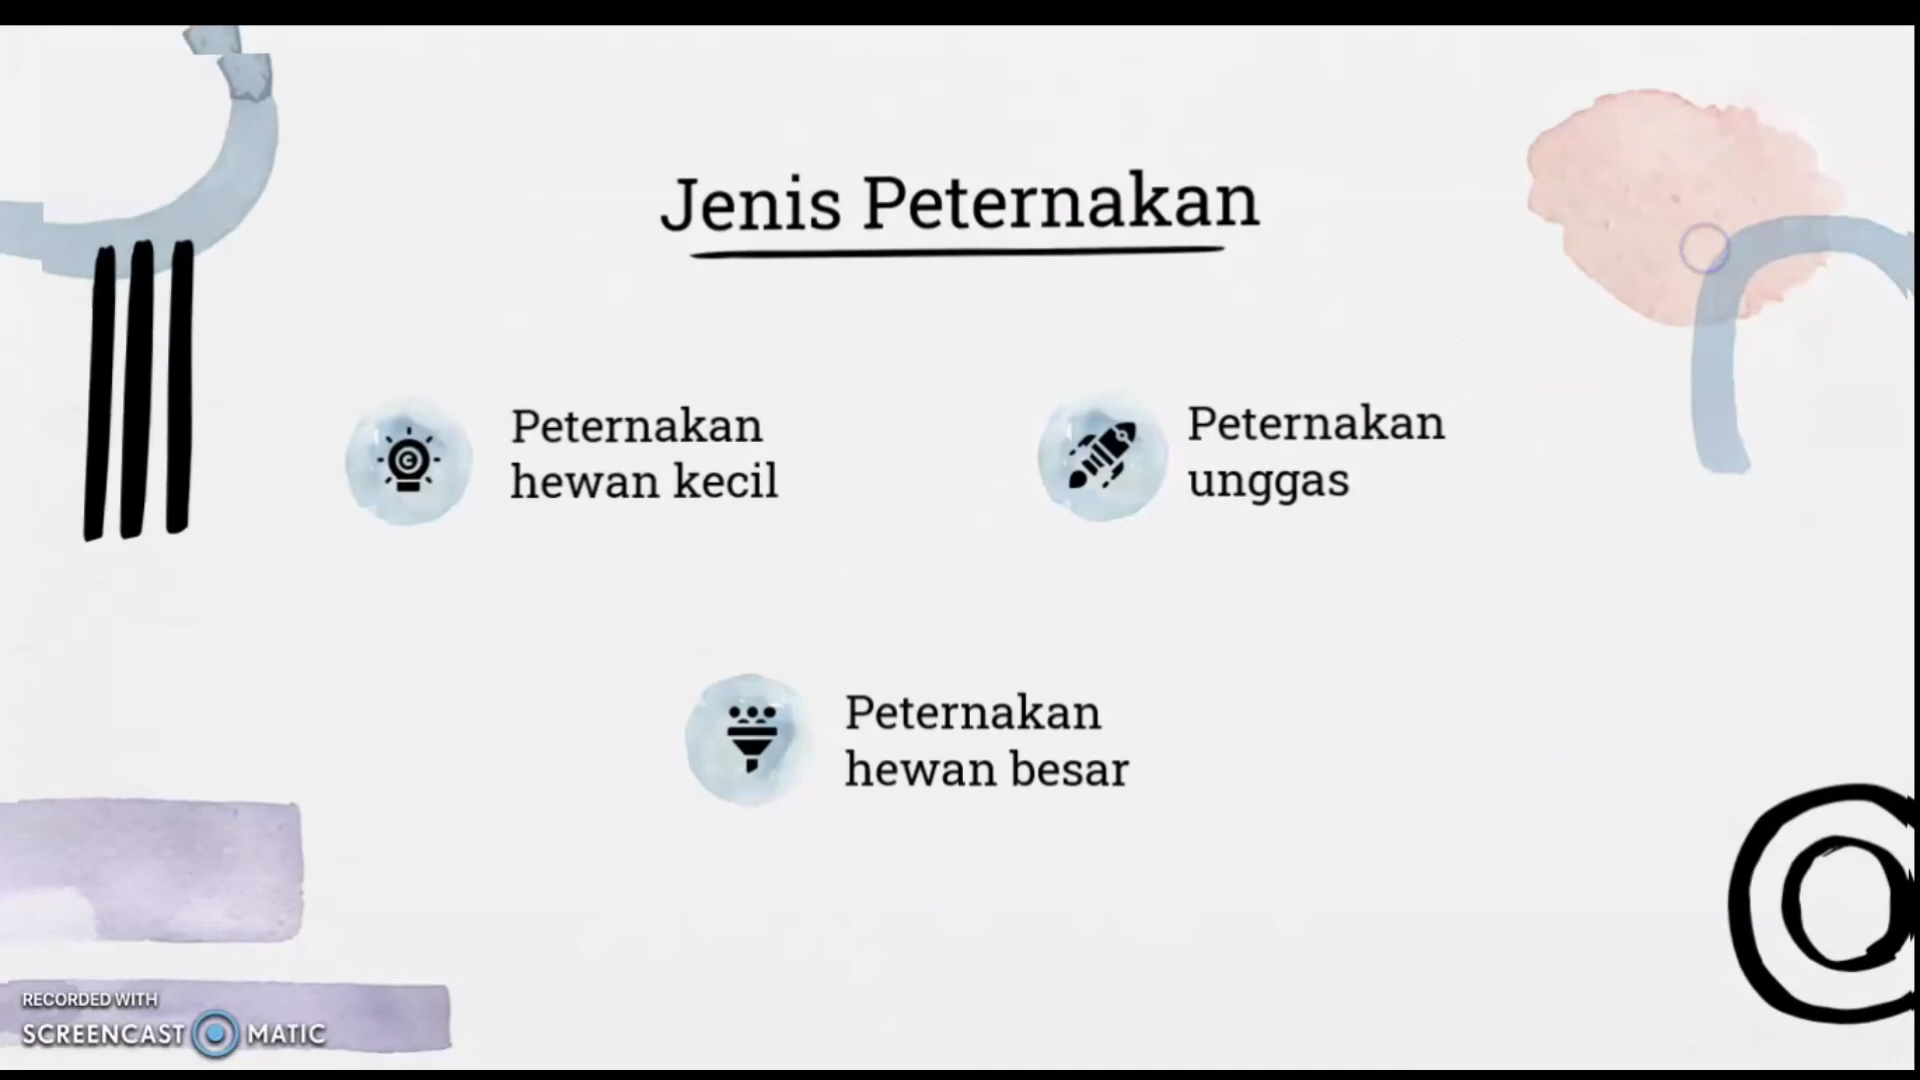 Jenis Peternakan
Peternakan
hewan kecil
Peternakan
unggas
Peternakan
hewan besar
RECORDED WITH
SCREENCAST MATIC